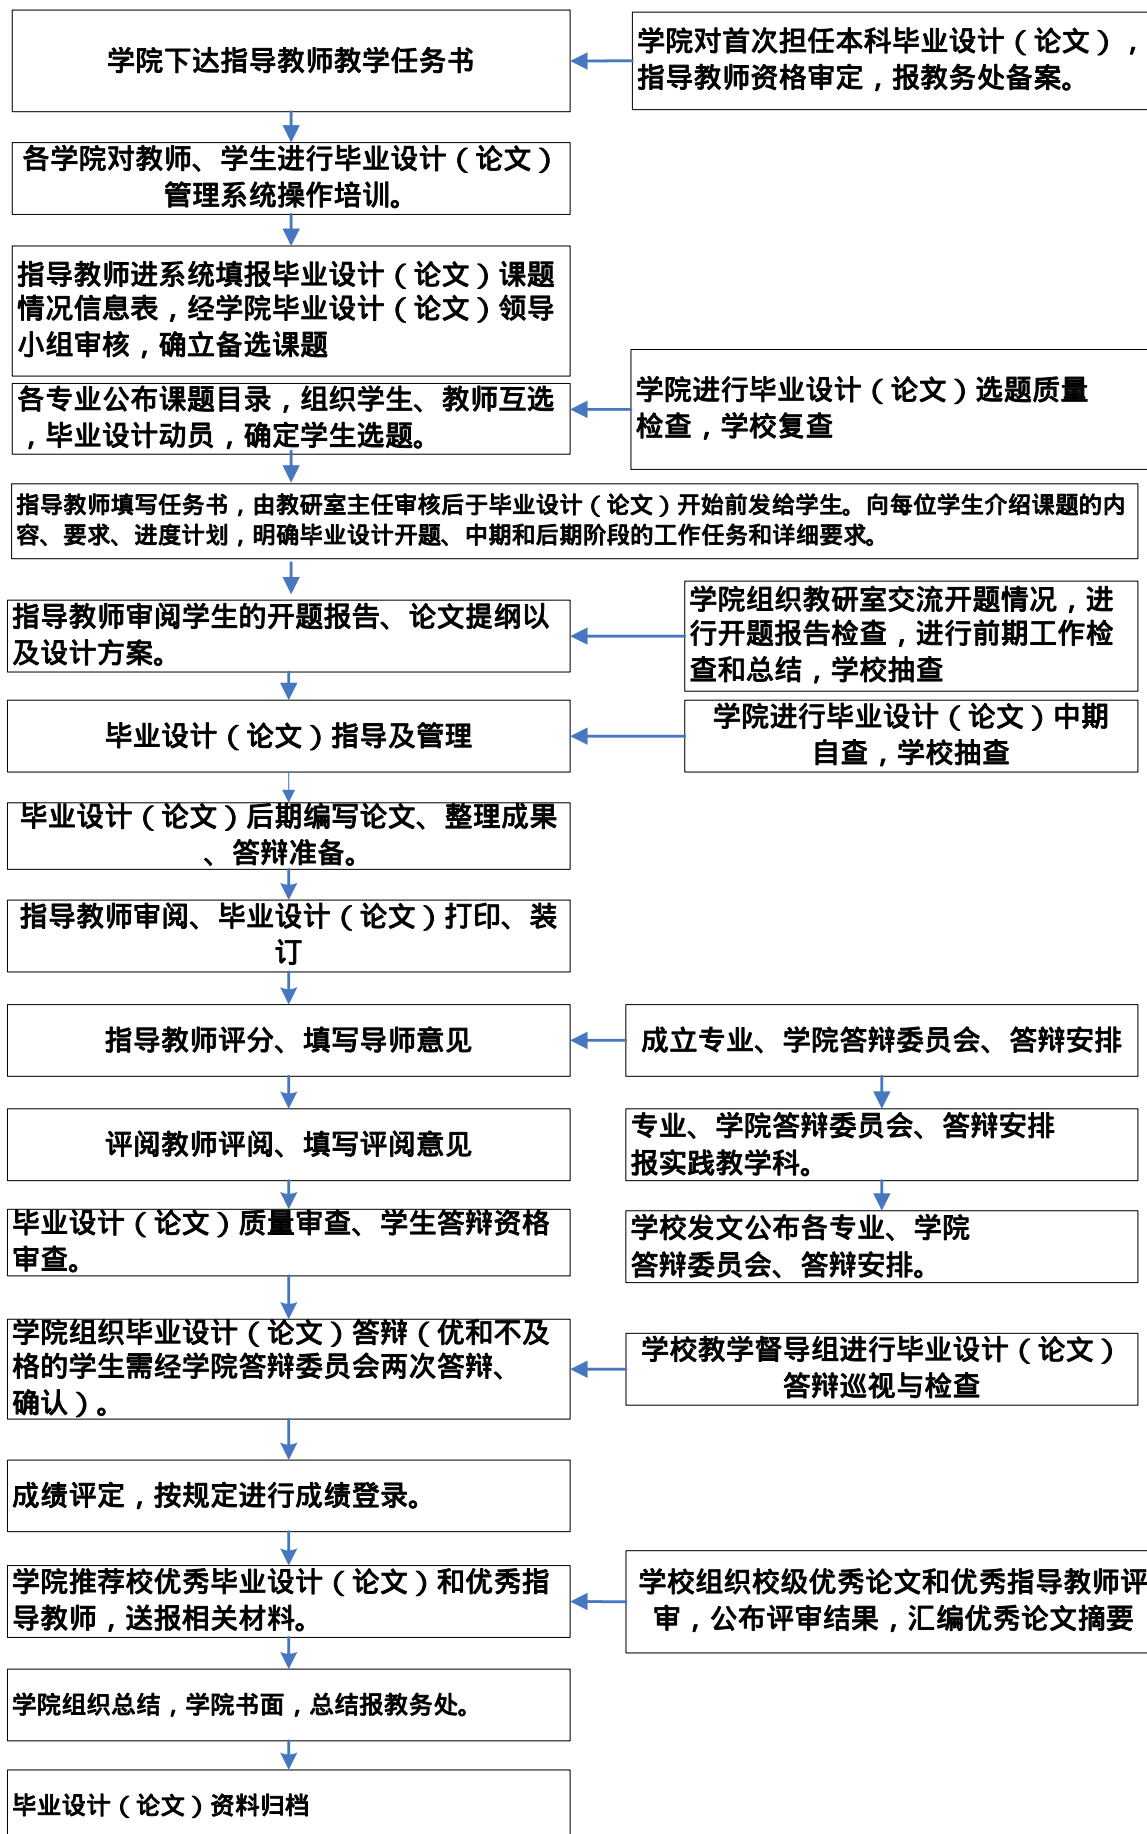 学院下达指导教师教学任务书
学院对首次担任本科毕业设计（论文），
指导教师资格审定，报教务处备案。
各学院对教师、学生进行毕业设计（论文）
管理系统操作培训。
指导教师进系统填报毕业设计（论文）课题
情况信息表，经学院毕业设计（论文）领导
小组审核，确立备选课题
各专业公布课题目录，组织学生、教师互选
，毕业设计动员，确定学生选题。
学院进行毕业设计（论文）选题质量
检查，学校复查
指导教师填写任务书，由教研室主任审核后于毕业设计（论文）开始前发给学生。向每位学生介绍课题的内
容、要求、进度计划，明确毕业设计开题、中期和后期阶段的工作任务和详细要求。
指导教师审阅学生的开题报告、论文提纲以
及设计方案。
学院组织教研室交流开题情况，进
行开题报告检查，进行前期工作检
查和总结，学校抽查
毕业设计（论文）指导及管理
学院进行毕业设计（论文）中期
自查，学校抽查
毕业设计（论文）后期编写论文、整理成果
、答辩准备。
指导教师审阅、毕业设计（论文）打印、装
订
指导教师评分、填写导师意见
成立专业、学院答辩委员会、答辩安排
评阅教师评阅、填写评阅意见
专业、学院答辩委员会、答辩安排
报实践教学科。
毕业设计（论文）质量审查、学生答辩资格
审查。
学校发文公布各专业、学院
答辩委员会、答辩安排。
学院组织毕业设计（论文）答辩（优和不及
格的学生需经学院答辩委员会两次答辩、
确认）。
学校教学督导组进行毕业设计（论文）
答辩巡视与检查
成绩评定，按规定进行成绩登录。
学院推荐校优秀毕业设计（论文）和优秀指
导教师，送报相关材料。
学校组织校级优秀论文和优秀指导教师评
审，公布评审结果，汇编优秀论文摘要
学院组织总结，学院书面，总结报教务处。
毕业设计（论文）资料归档